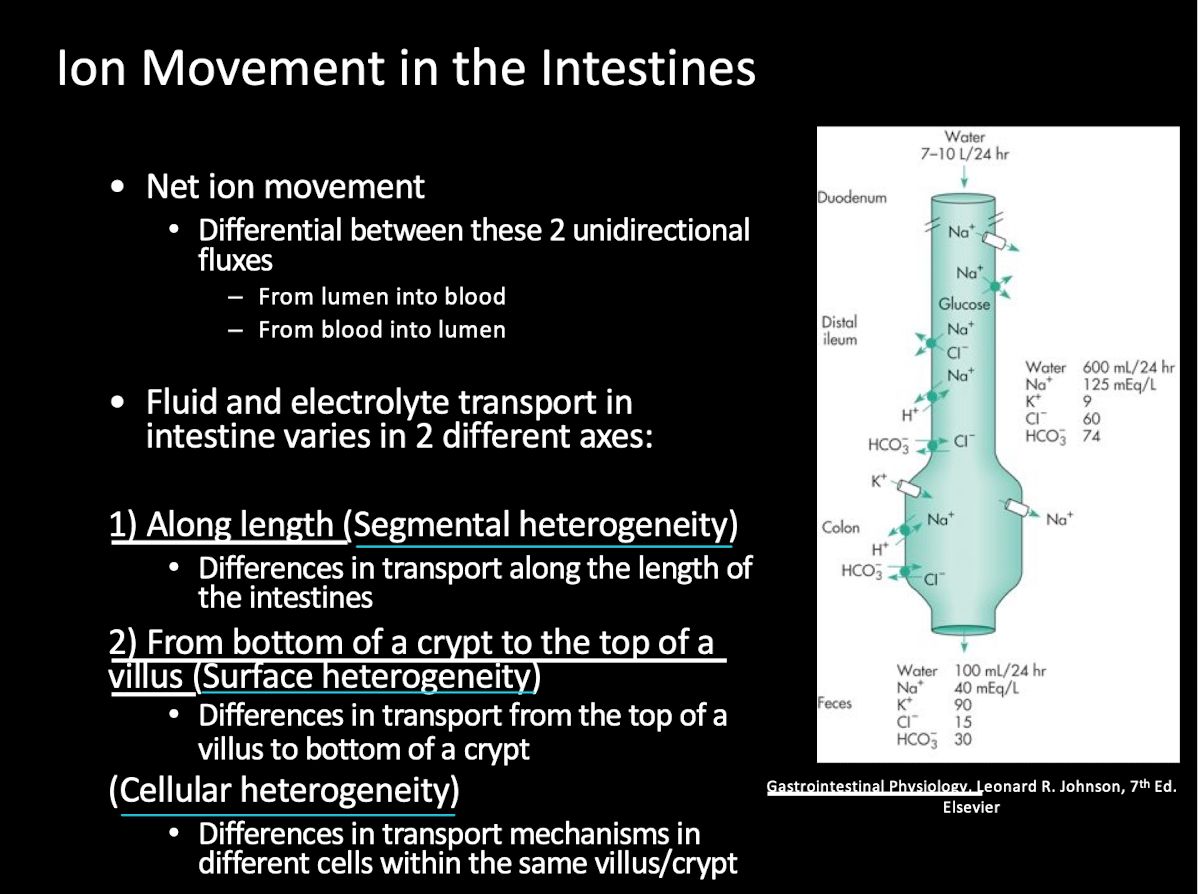 Ion Movement in the Intestines
• Net ion movement
• Differential between these 2 unidirectional
fluxes
– From lumen into blood
– From blood into lumen
• Fluid and electrolyte transport in
intestine varies in 2 different axes:
1) Along length (Segmental heterogeneity)
• Differences in transport along the length of
the intestines
2) From bottom of a crypt to the top of a
villus (Surface heterogeneity)
• Differences in transport from the top of a
villus to bottom of a crypt
(Cellular heterogeneity)
• Differences in transport mechanisms in
different cells within the same villus/crypt
Water
7–10 L/24 hr
Duodenum
Na⁺
Na⁺
Glucose
Distal
ileum
Na⁺
Cl⁻
Na⁺
H⁺
HCO₃⁻
Cl⁻
Water 600 mL/24 hr
Na⁺ 125 mEq/L
K⁺ 9
Cl⁻ 60
HCO₃⁻ 74
K⁺
Colon
Na⁺
Na⁺
H⁺
HCO₃⁻
Cl⁻
Feces
Water 100 mL/24 hr
Na⁺ 40 mEq/L
K⁺ 90
Cl⁻ 15
HCO₃⁻ 30
Gastrointestinal Physiology, Leonard R. Johnson, 7th Ed.
Elsevier